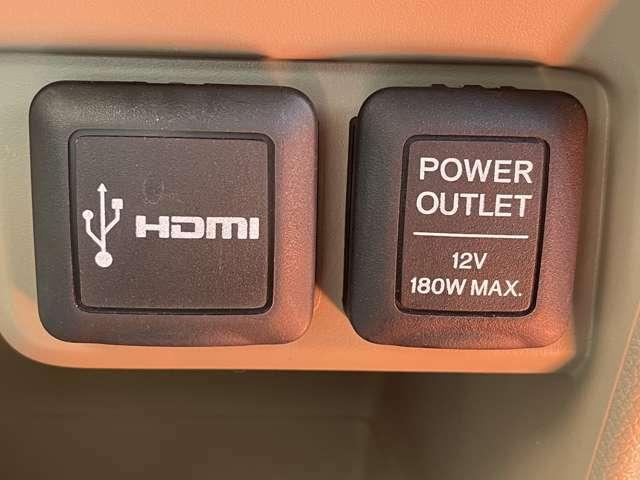 HDMI
POWER
OUTLET
12V
180W MAX.